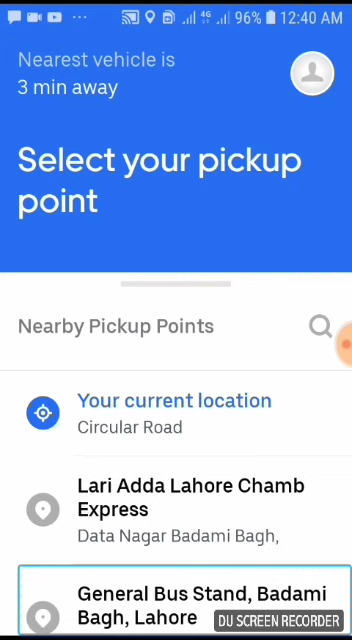 4G 96% 12:40 AM
Nearest vehicle is
3 min away
Select your pickup
point
Nearby Pickup Points
Your current location
Circular Road
Lari Adda Lahore Chamb
Express
Data Nagar Badami Bagh,
General Bus Stand, Badami
Bagh, Lahore
DU SCREEN RECORDER